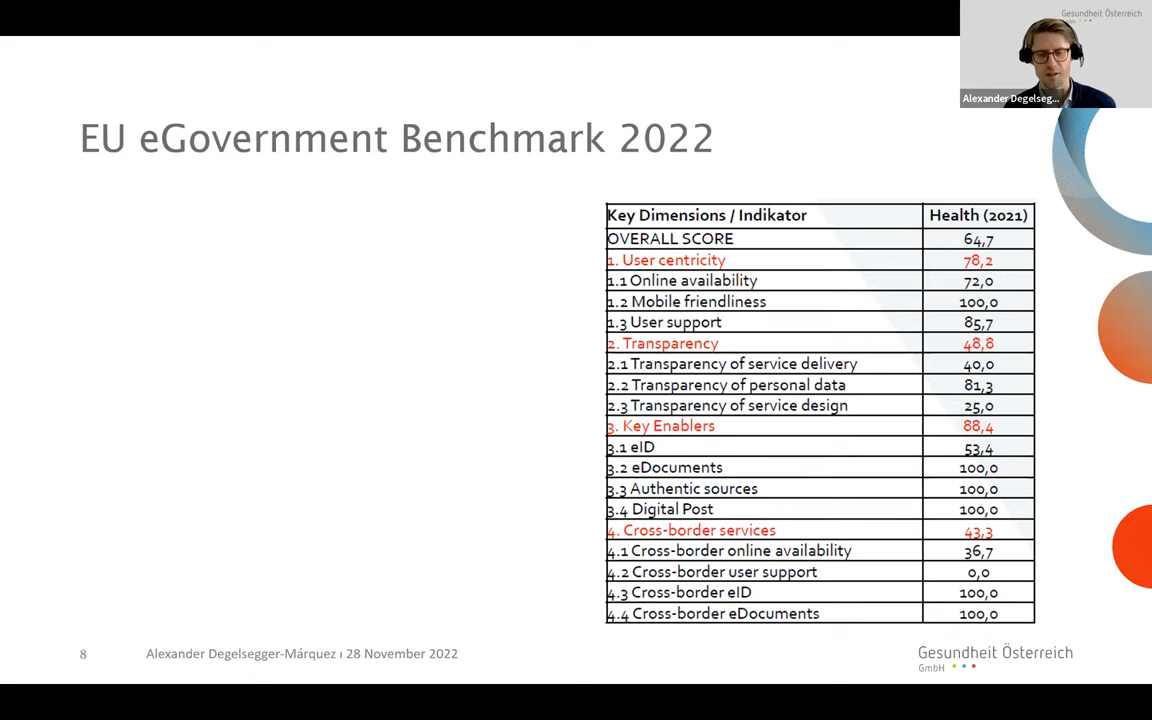 Gesundheit Österreich
Alexander Degelseg...
EU eGovernment Benchmark 2022
Key Dimensions / Indikator Health (2021)
OVERALL SCORE 64,7
1. User centricity 78,2
1.1 Online availability 72,0
1.2 Mobile friendliness 100,0
1.3 User support 85,7
2. Transparency 48,8
2.1 Transparency of service delivery 40,0
2.2 Transparency of personal data 81,3
2.3 Transparency of service design 25,0
3. Key Enablers 88,4
3.1 eID 53,4
3.2 eDocuments 100,0
3.3 Authentic sources 100,0
3.4 Digital Post 100,0
4. Cross-border services 43,3
4.1 Cross-border online availability 36,7
4.2 Cross-border user support 0,0
4.3 Cross-border eID 100,0
4.4 Cross-border eDocuments 100,0
8 Alexander Degelsegger-Márquez ı 28 November 2022
Gesundheit Österreich
GmbH